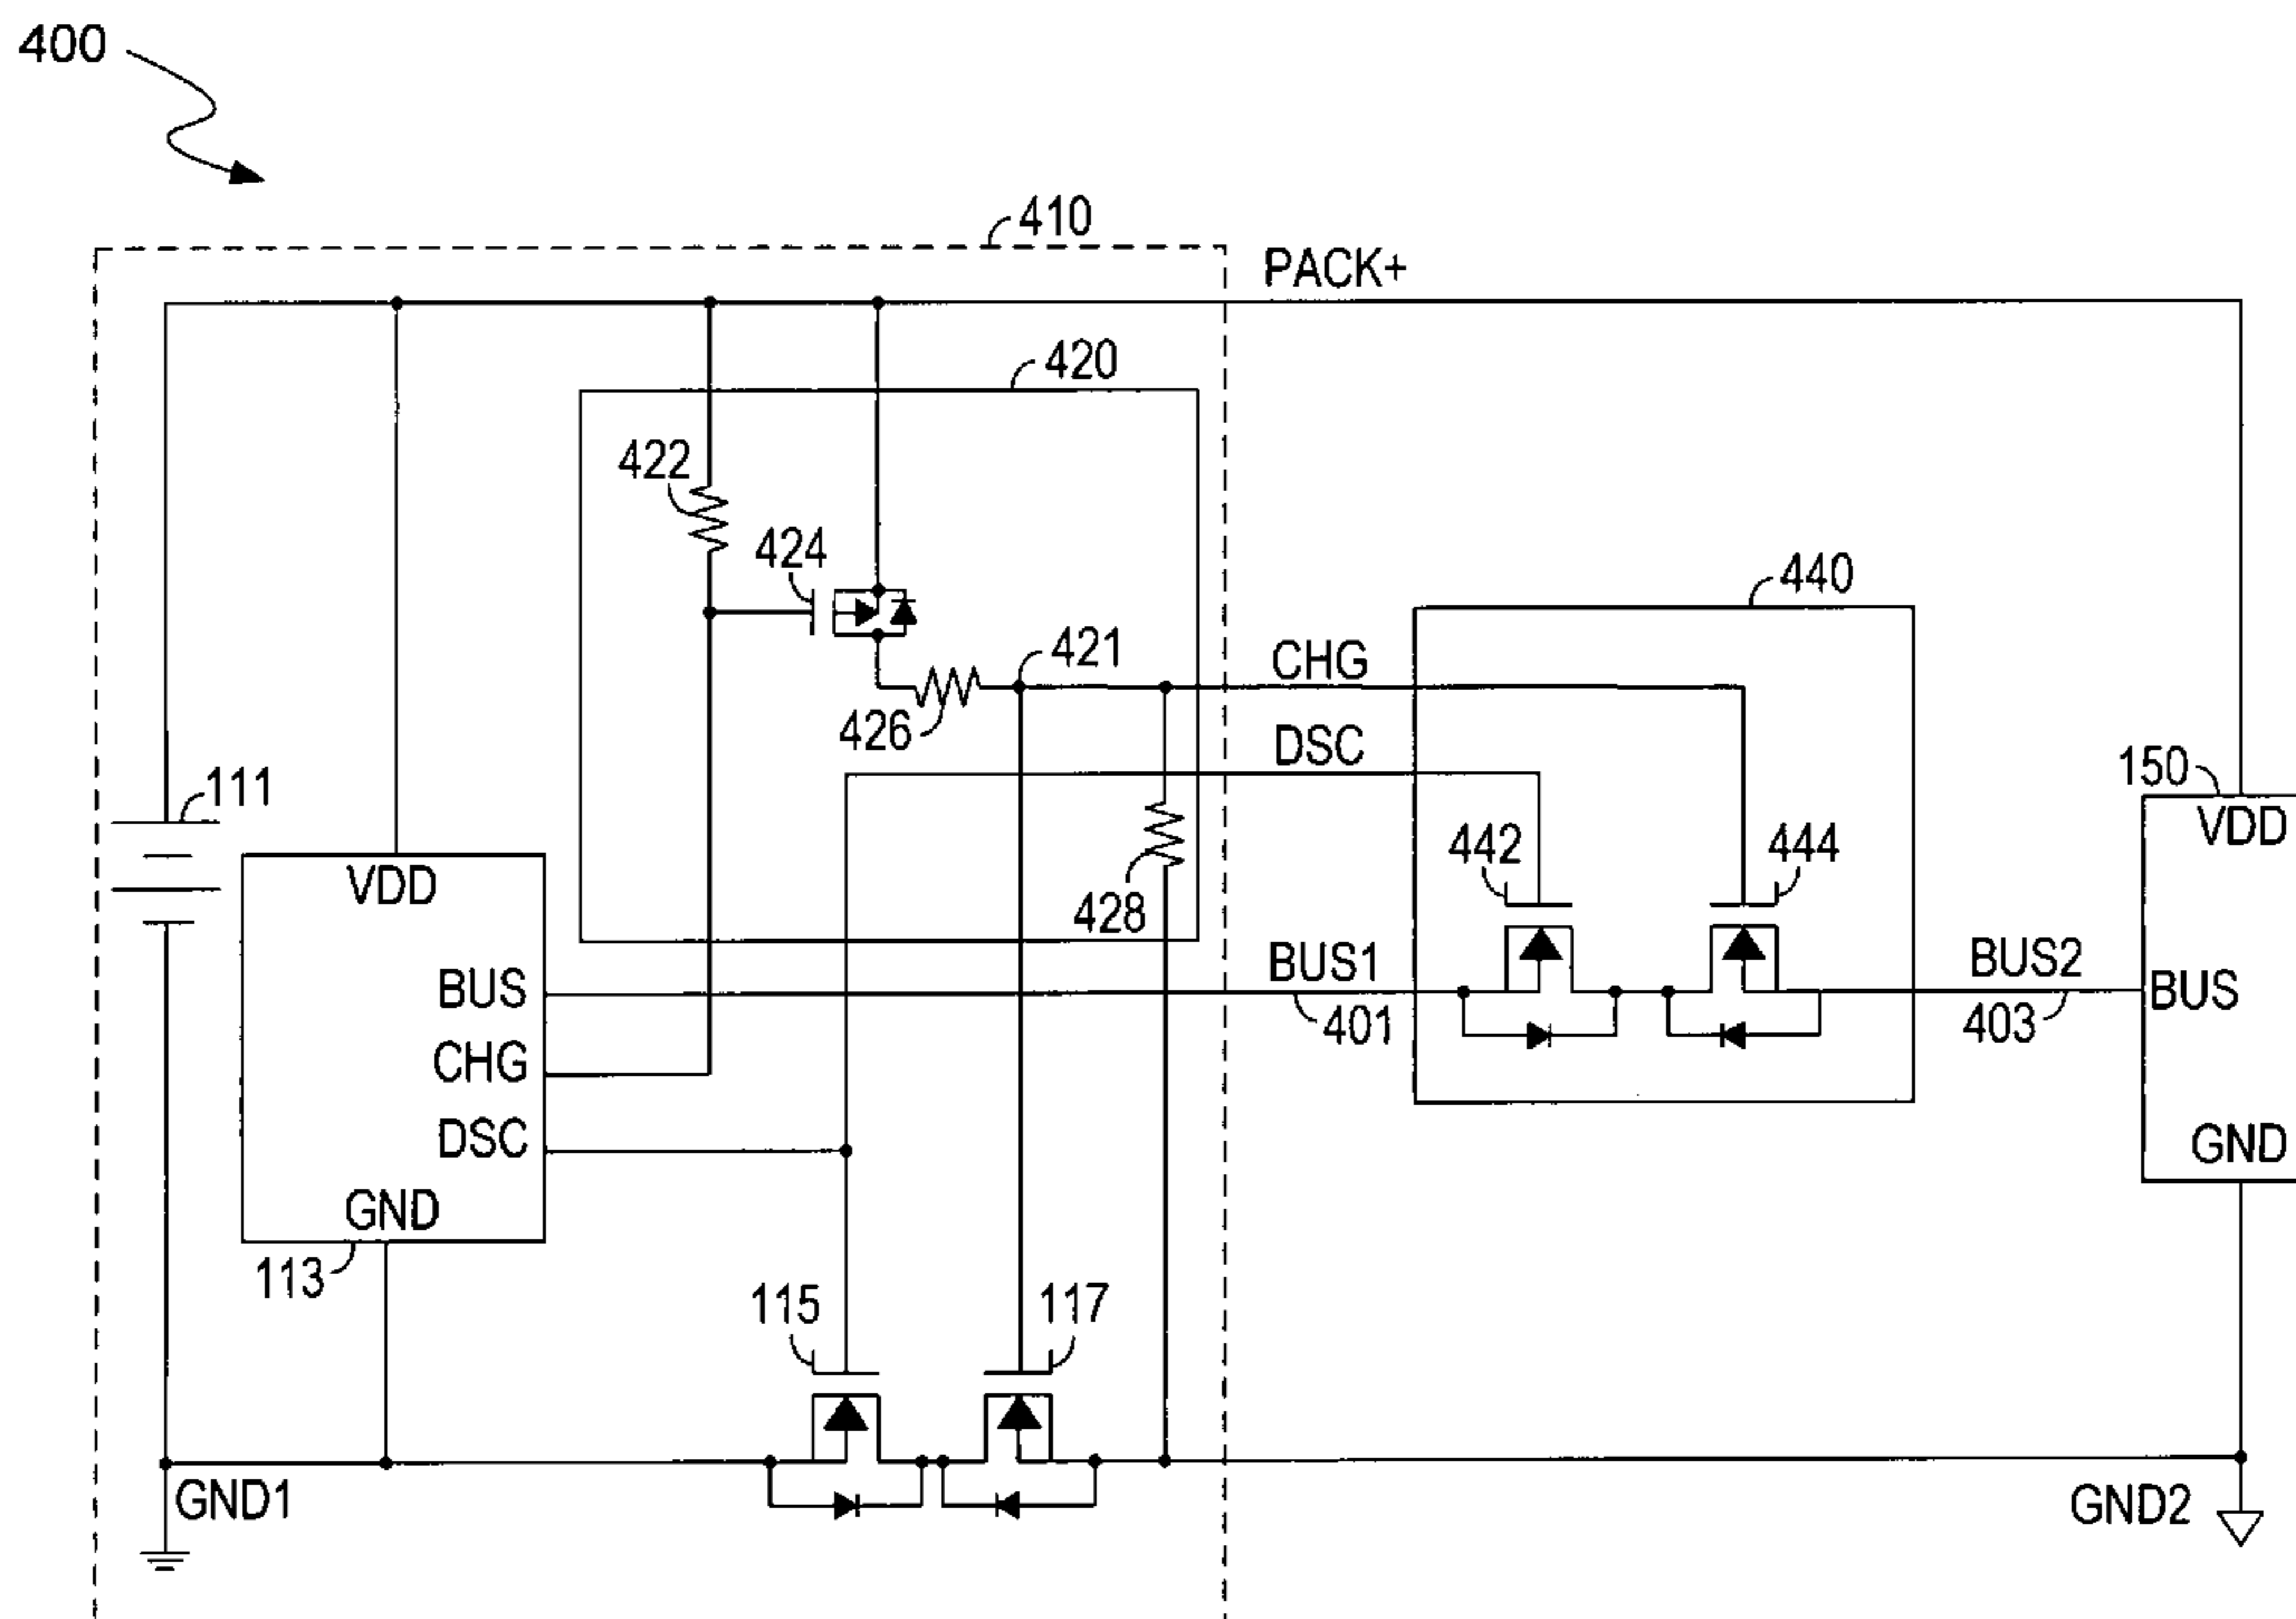 400
410
PACK+
420
422
424
440
421
CHG
426
DSC
150
111
VDD
442
444
VDD
428
BUS
BUS1
BUS2
BUS
401
403
CHG
DSC
GND
GND
113
115
117
GND1
GND2